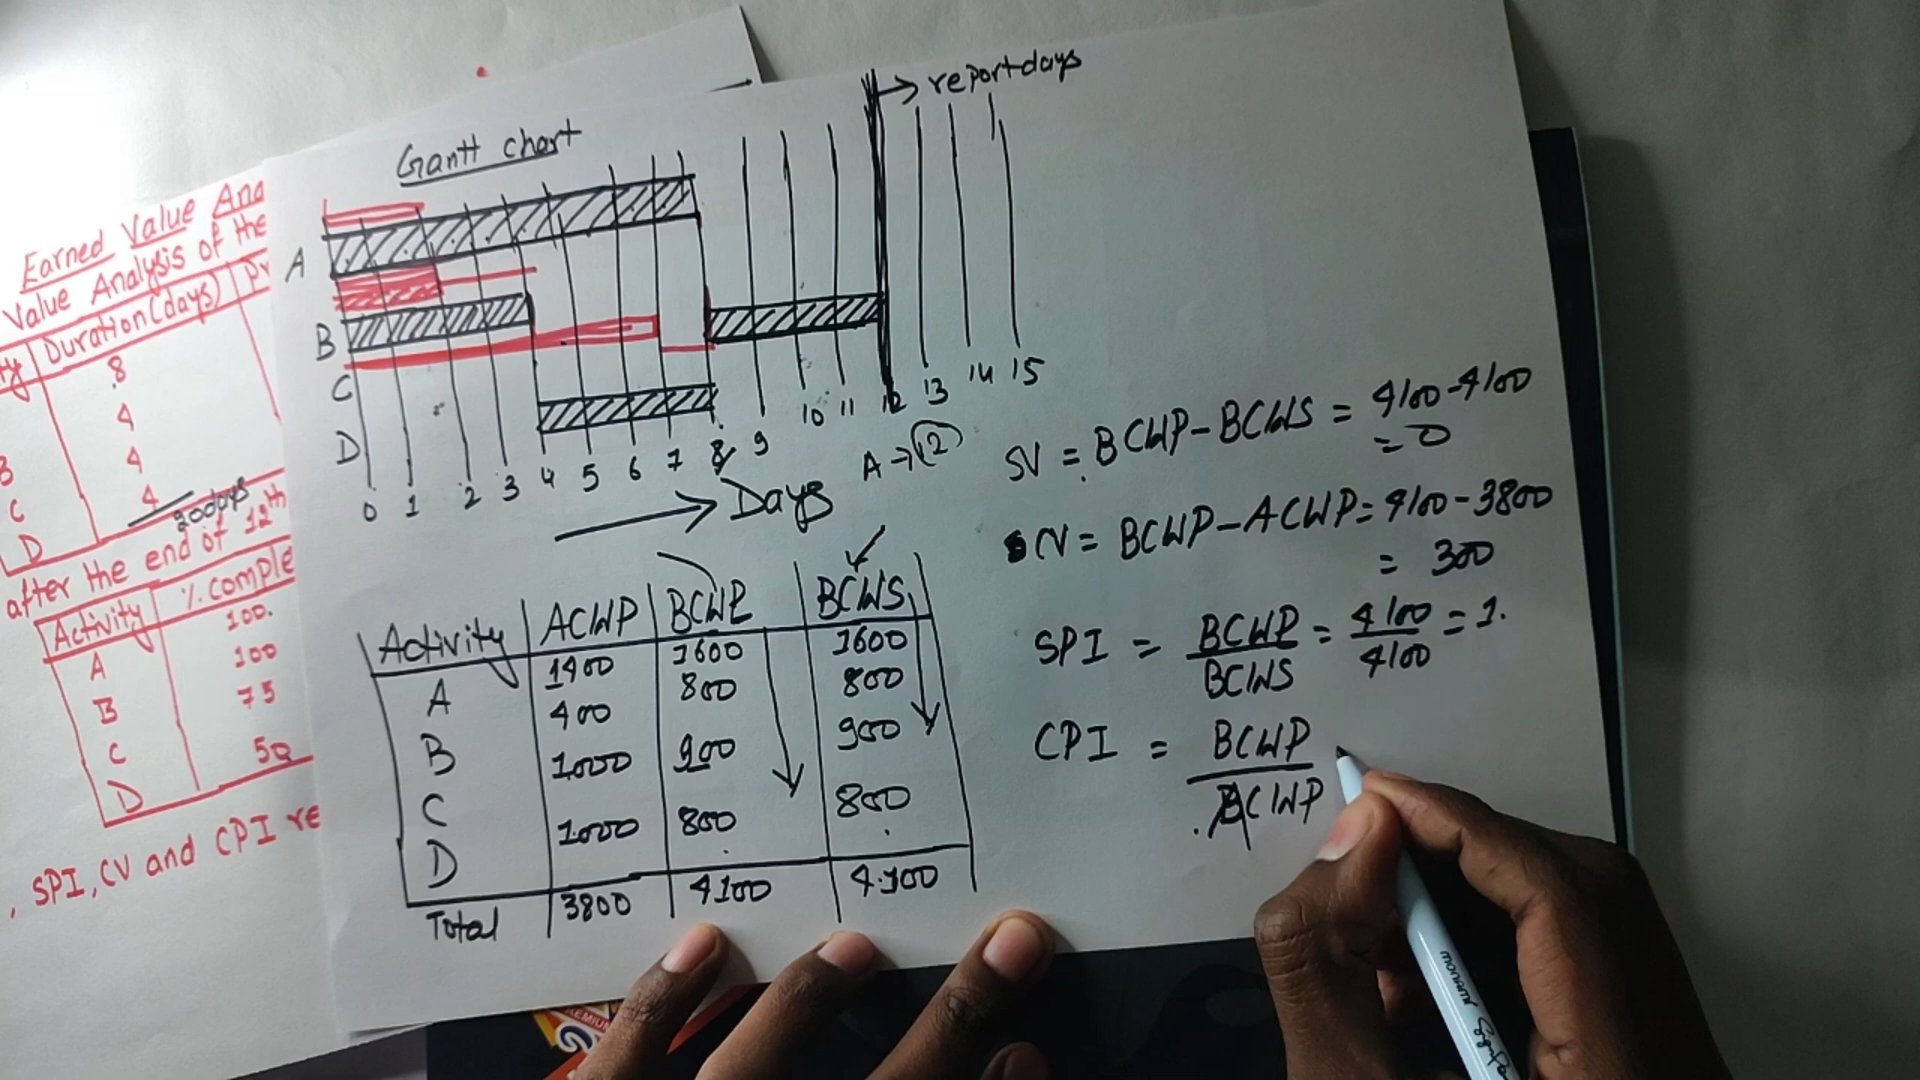 Earned Value Ana
Value Analysis of the
Duration (days)
8
4
B 4
C 4
D
20days
after the end of 12th
Activity % comple
A 100.
B 100
C 75
D 50
, SPI, CV and CPI re
Gantt chart
→ reportdays
A
B
C
D
0 1 2 3 4 5 6 7 8 9 10 11 12 13 14 15
Days
A → 12
Activity ACWP BCWP BCWS
A 1400 1600 1600
B 400 800 800
C 1000 900 900
D 1000 800 800
Total 3800 4100 4100
SV = BCWP - BCWS = 4100 - 4100
= 0
CV = BCWP - ACWP = 4100 - 3800
= 300
SPI = BCWP / BCWS = 4100 / 4100 = 1.
CPI = BCWP / ACWP